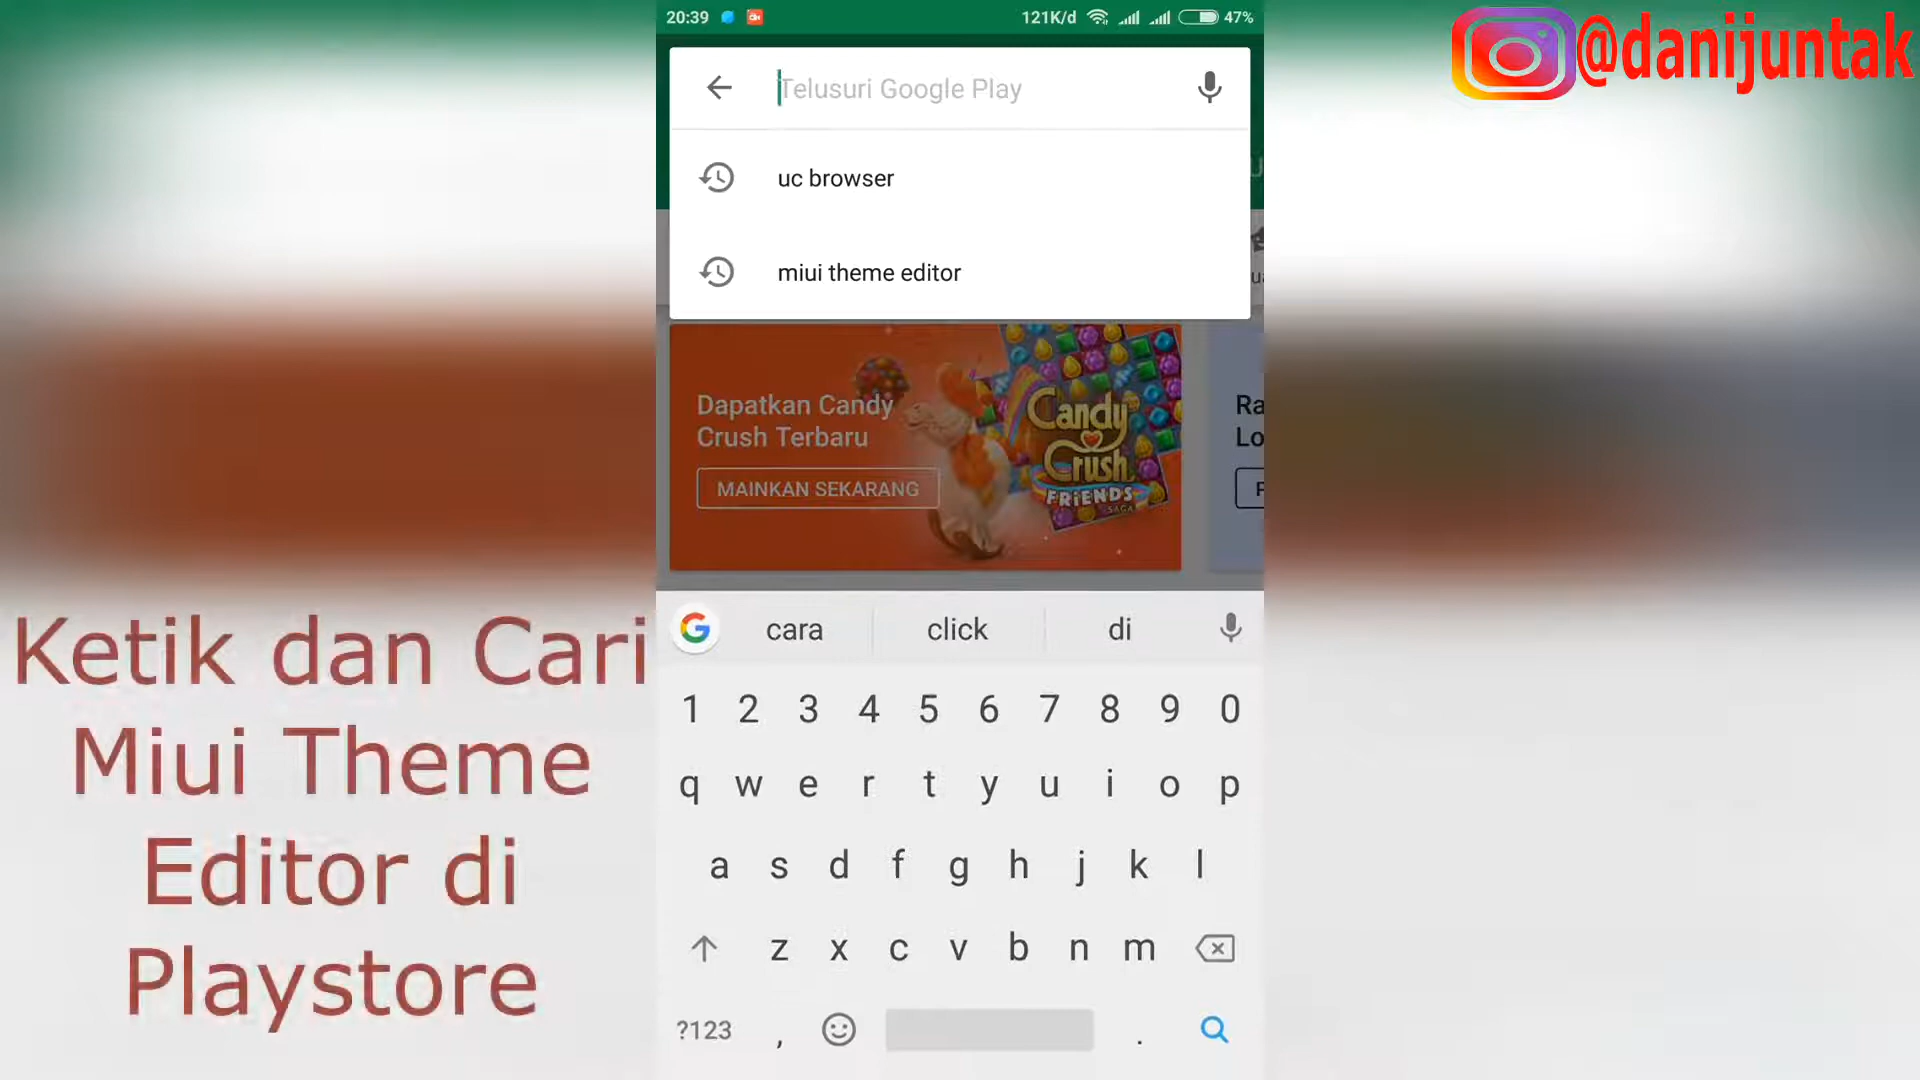 20:39 121K/d 47%
@danijuntak
Telusuri Google Play
uc browser
miui theme editor
Dapatkan Candy
Crush Terbaru
MAINKAN SEKARANG
Candy
Crush
FRIENDS
SAGA
Ra
Lo
Ketik dan Cari
Miui Theme
Editor di
Playstore
cara click di
1 2 3 4 5 6 7 8 9 0
q w e r t y u i o p
a s d f g h j k l
z x c v b n m
?123 , .